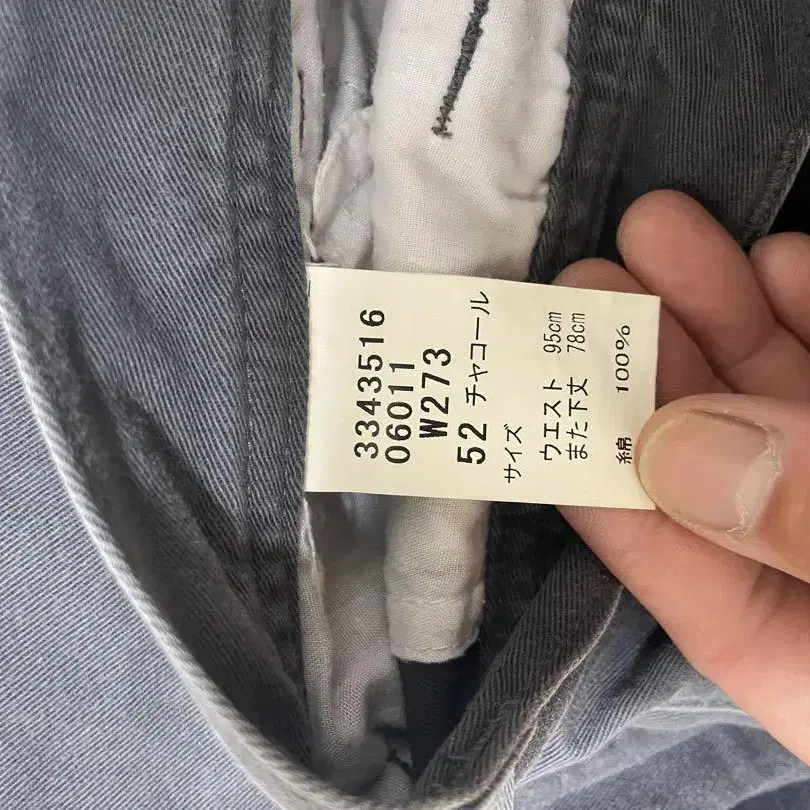 3343516
06011
W273
52 チャコール
サイズ
ウエスト 95cm
また下丈 78cm
綿 100%